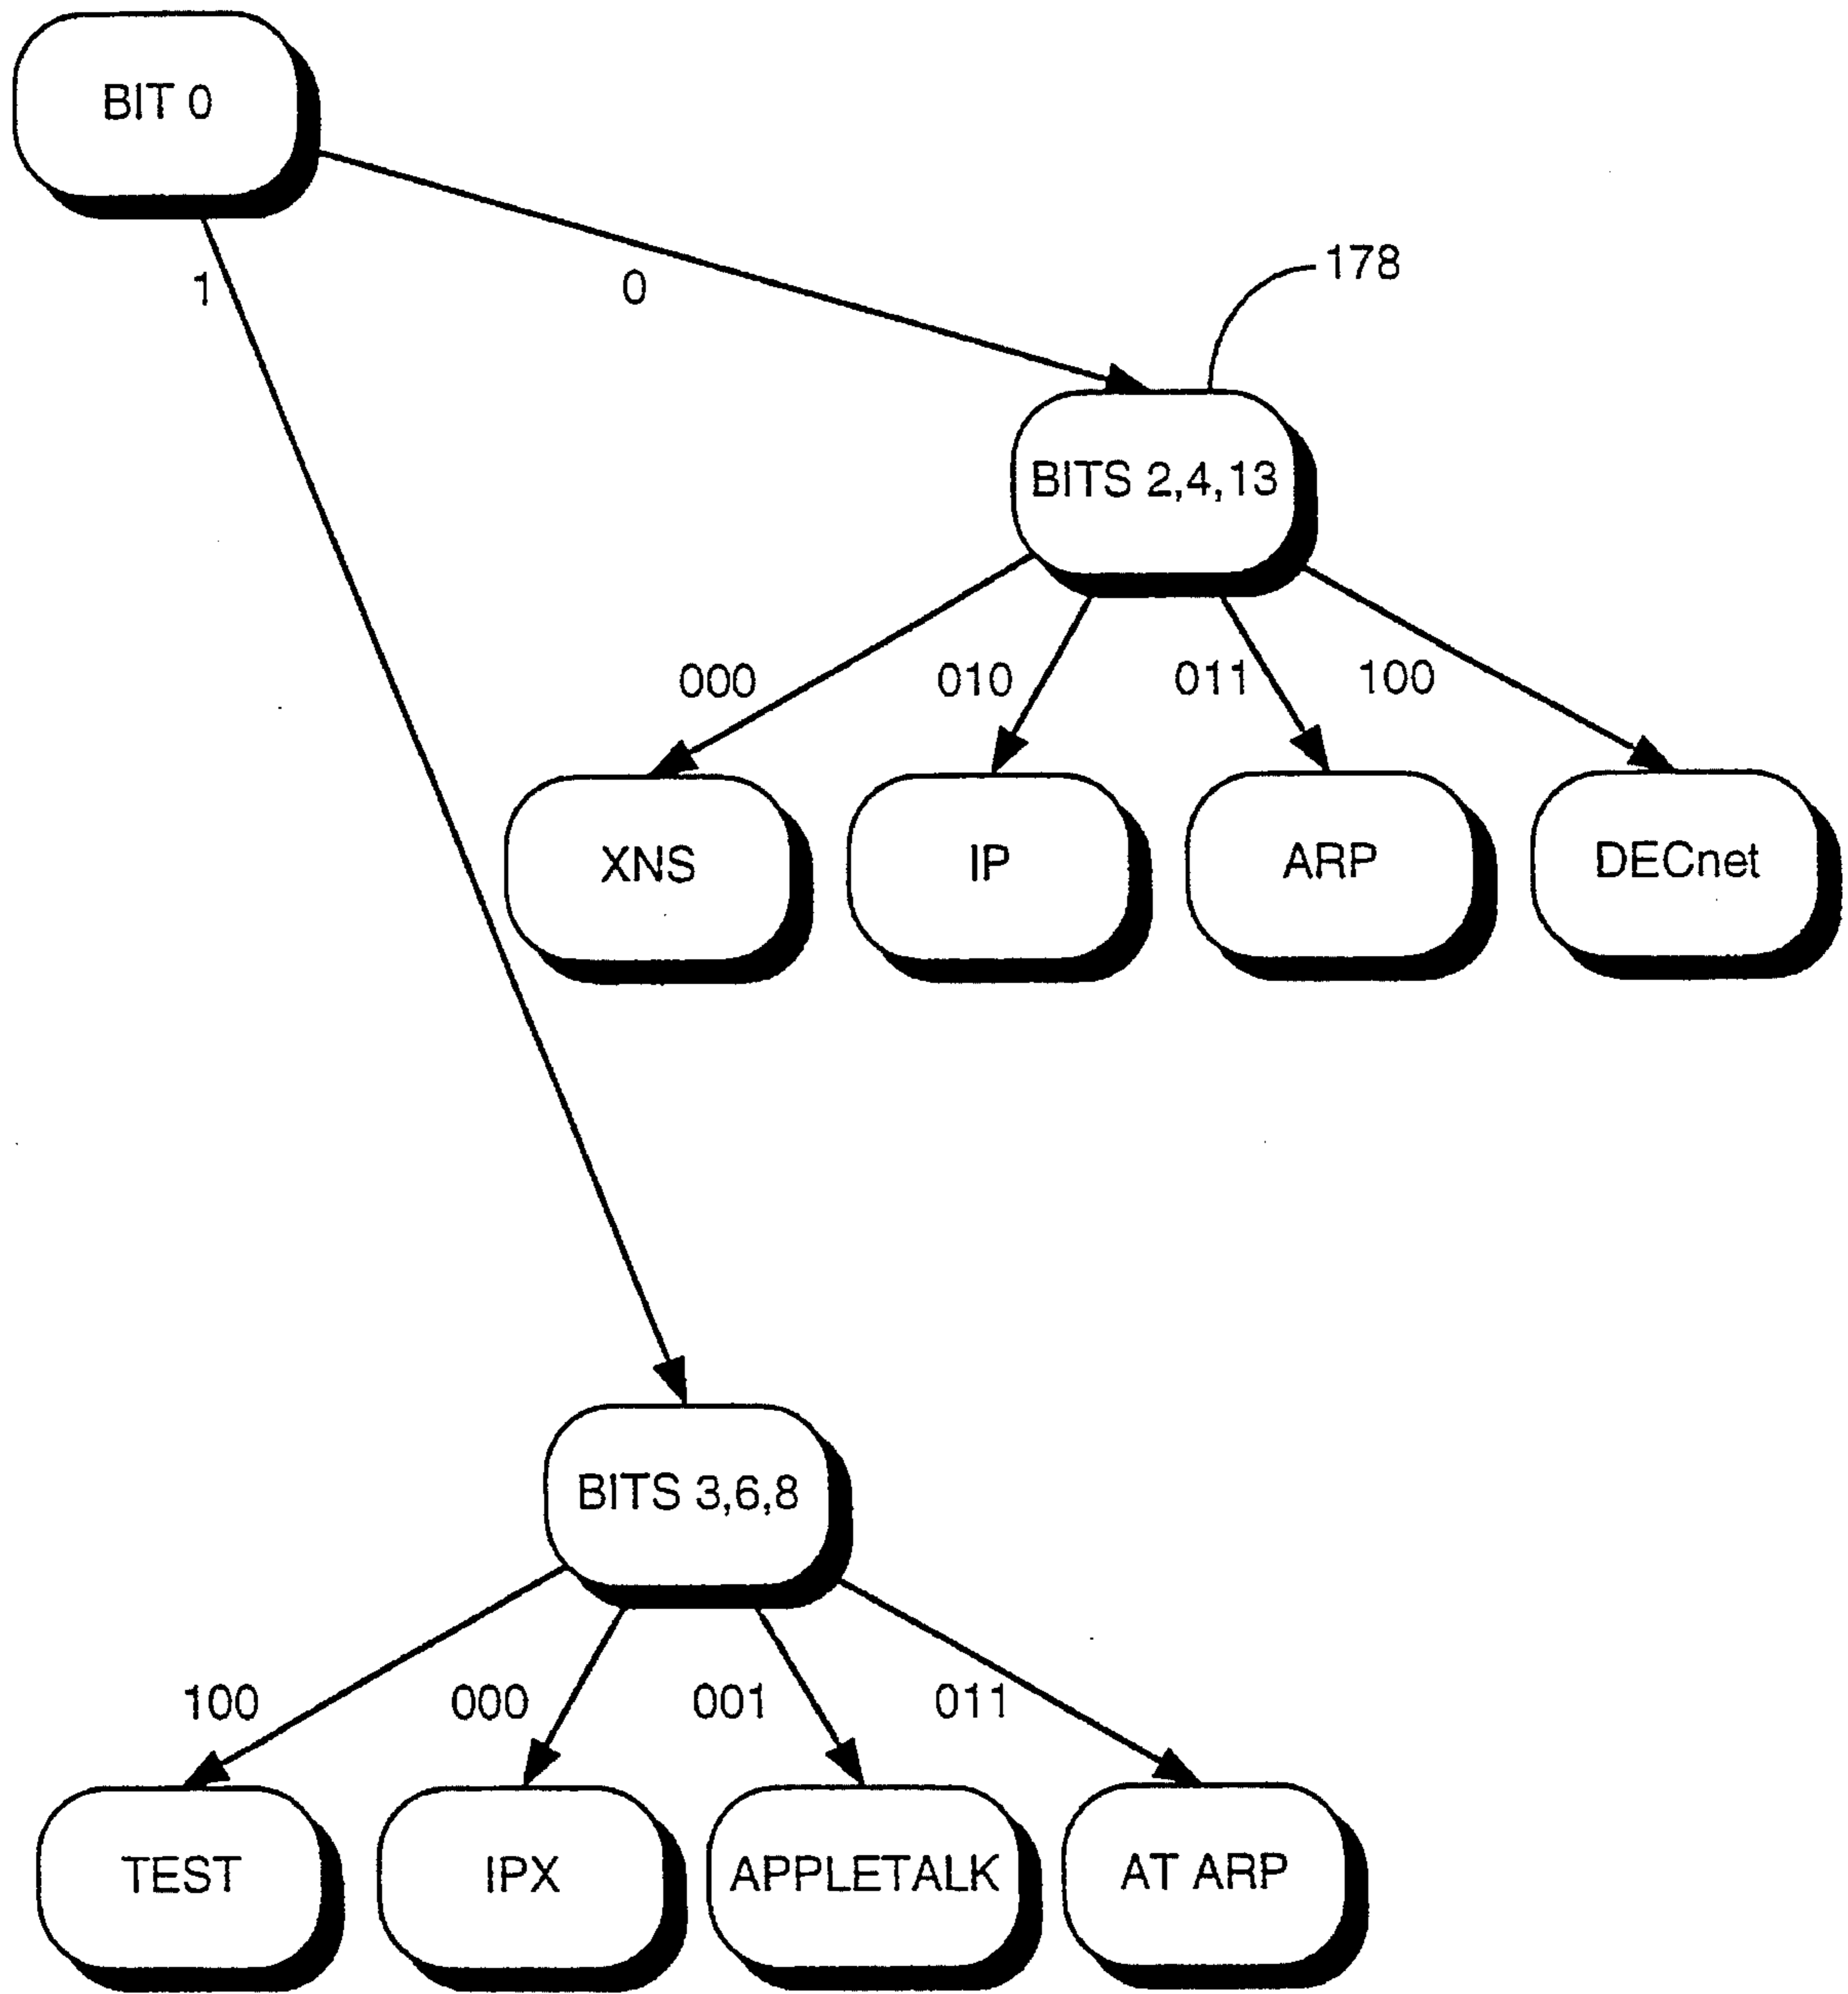 BIT 0
1
0
178
BITS 2,4,13
000
010
011
100
XNS
IP
ARP
DECnet
BITS 3,6,8
100
000
001
011
TEST
IPX
APPLETALK
AT ARP